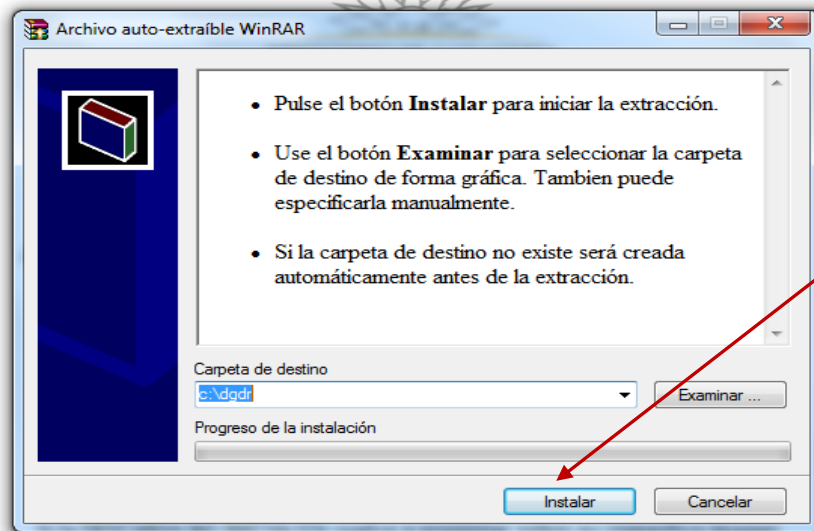 Archivo auto-extraíble WinRAR
• Pulse el botón Instalar para iniciar la extracción.
• Use el botón Examinar para seleccionar la carpeta
de destino de forma gráfica. Tambien puede
especificarla manualmente.
• Si la carpeta de destino no existe será creada
automáticamente antes de la extracción.
Carpeta de destino
c:\dgdr
Examinar ...
Progreso de la instalación
Instalar
Cancelar